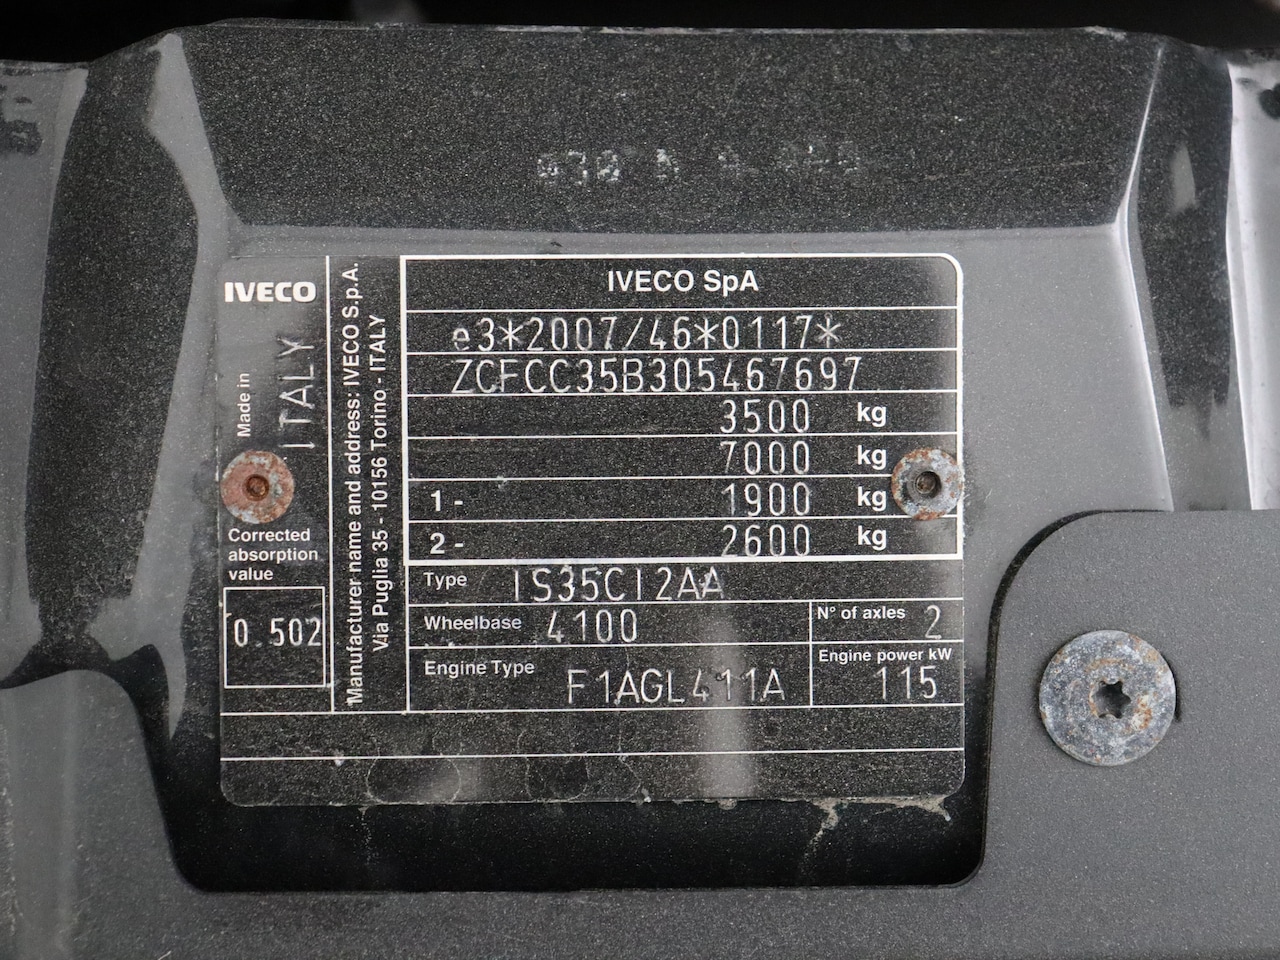 IVECO
Made in
ITALY
Corrected
absorption
value
0.502
Manufacturer name and address: IVECO S.p.A.
Via Puglia 35 - 10156 Torino - ITALY
IVECO SpA
e3*2007/46*0117*
ZCFCC35B305467697
3500 kg
7000 kg
1 - 1900 kg
2 - 2600 kg
Type IS35CI2AA
Wheelbase 4100
N° of axles 2
Engine Type F1AGL411A
Engine power kW
115